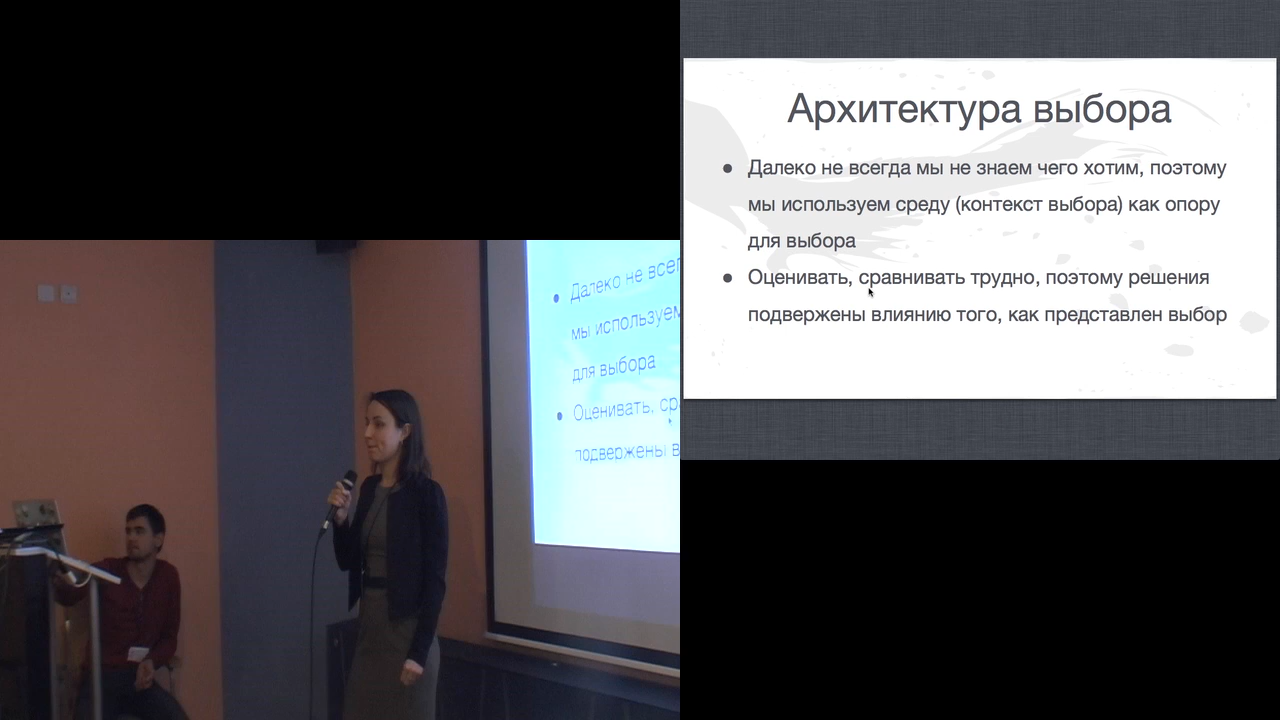 Архитектура выбора
● Далеко не всегда мы не знаем чего хотим, поэтому
мы используем среду (контекст выбора) как опору
для выбора
● Оценивать, сравнивать трудно, поэтому решения
подвержены влиянию того, как представлен выбор
● Далеко не всег
мы используем
для выбора
● Оценивать, ср
подвержены в